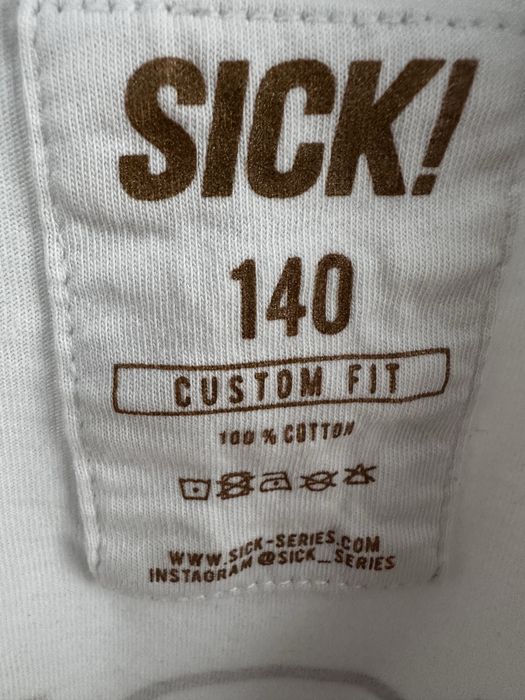 SICK!
140
CUSTOM FIT
100 % COTTON
WWW.SICK-SERIES.COM
INSTAGRAM @SICK_SERIES